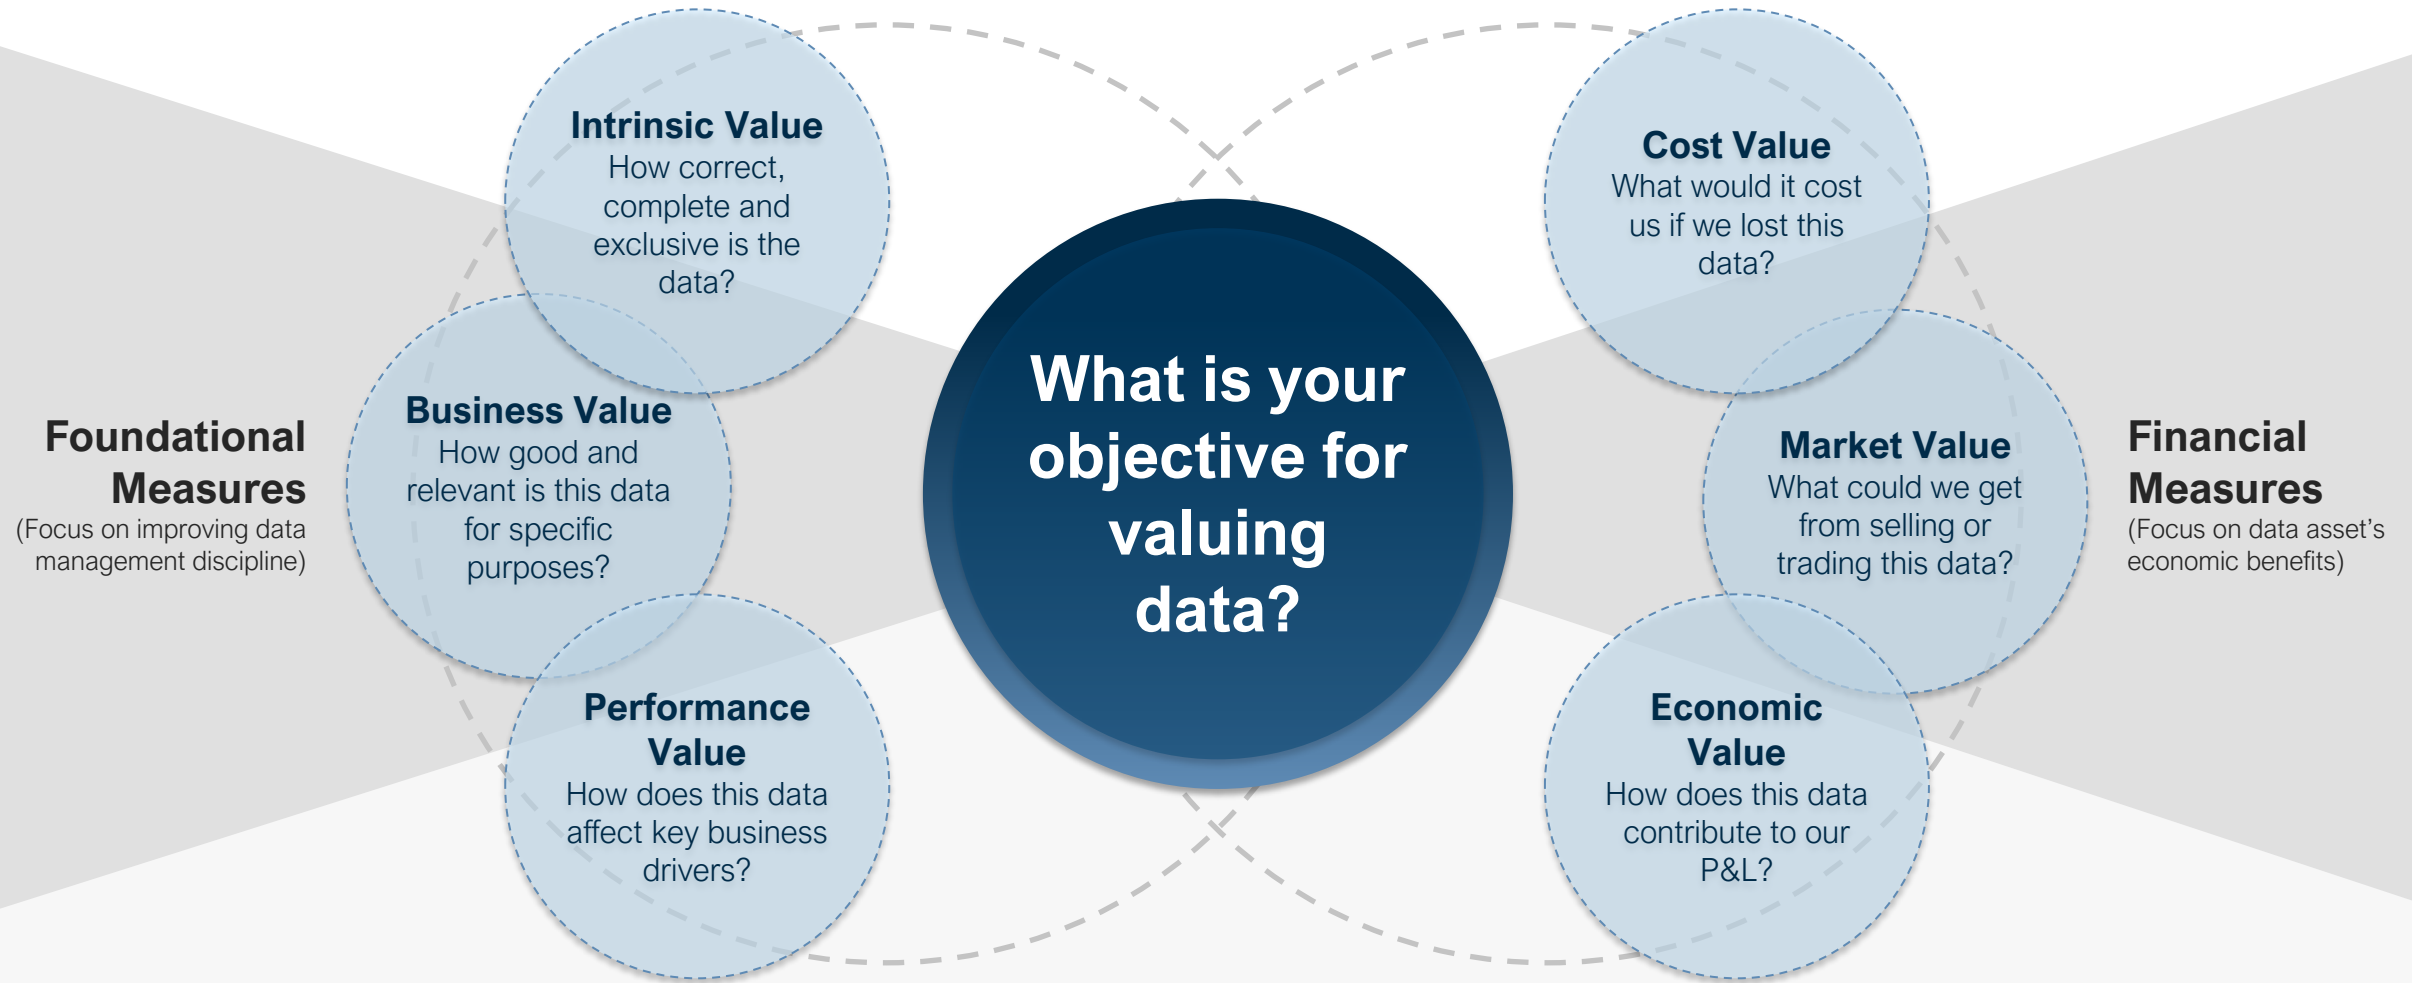 Foundational
Measures
(Focus on improving data
management discipline)
Intrinsic Value
How correct,
complete and
exclusive is the
data?
Business Value
How good and
relevant is this data
for specific
purposes?
Performance
Value
How does this data
affect key business
drivers?
What is your
objective for
valuing
data?
Cost Value
What would it cost
us if we lost this
data?
Market Value
What could we get
from selling or
trading this data?
Economic
Value
How does this data
contribute to our
P&L?
Financial
Measures
(Focus on data asset’s
economic benefits)